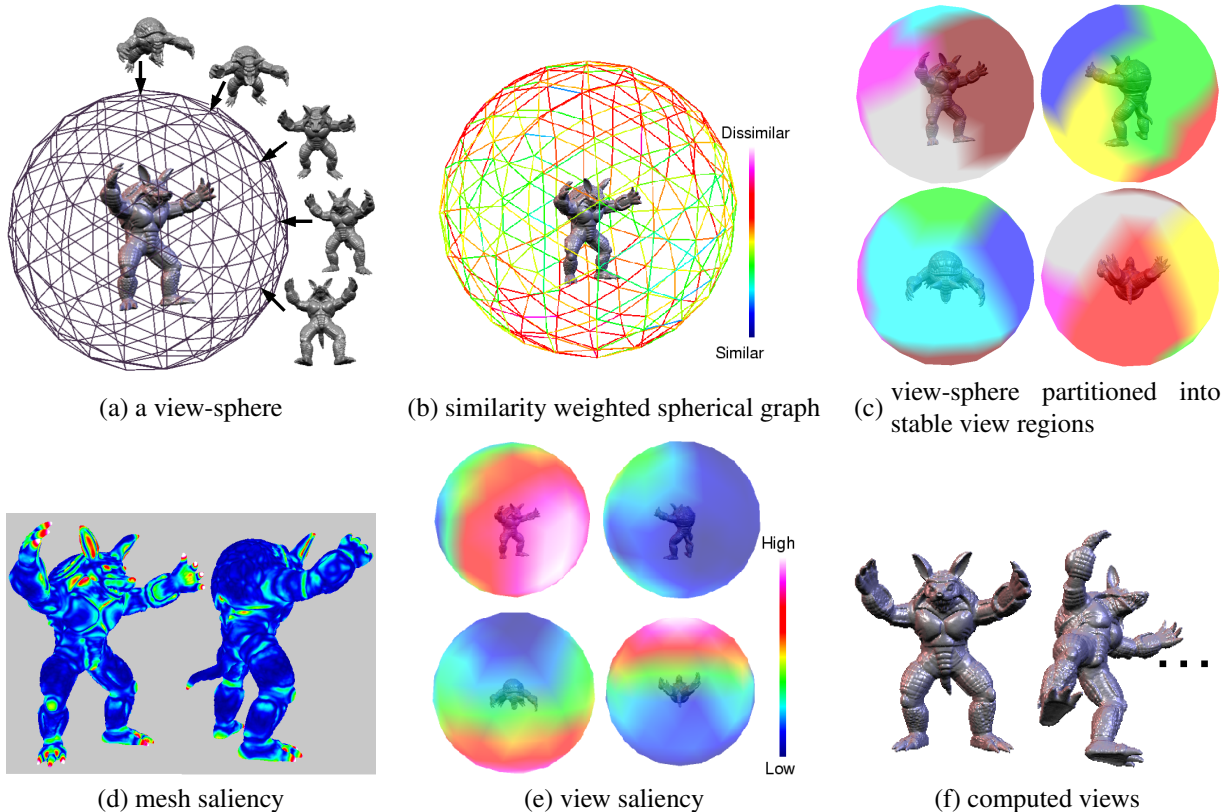 Dissimilar
Similar
(a) a view-sphere
(b) similarity weighted spherical graph
(c) view-sphere partitioned into
stable view regions
High
Low
(d) mesh saliency
(e) view saliency
(f) computed views